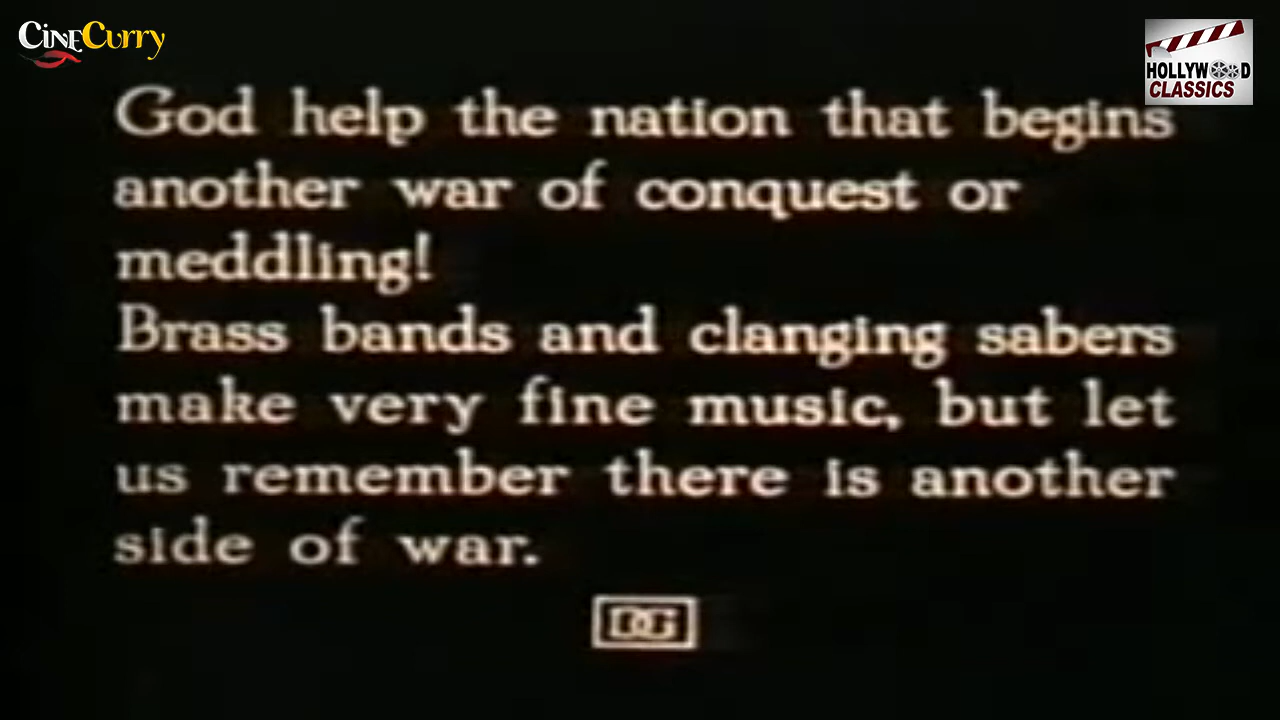 CineCurry
HOLLYWOOD
CLASSICS
God help the nation that begins
another war of conquest or
meddling!
Brass bands and clanging sabers
make very fine music, but let
us remember there is another
side of war.
DG